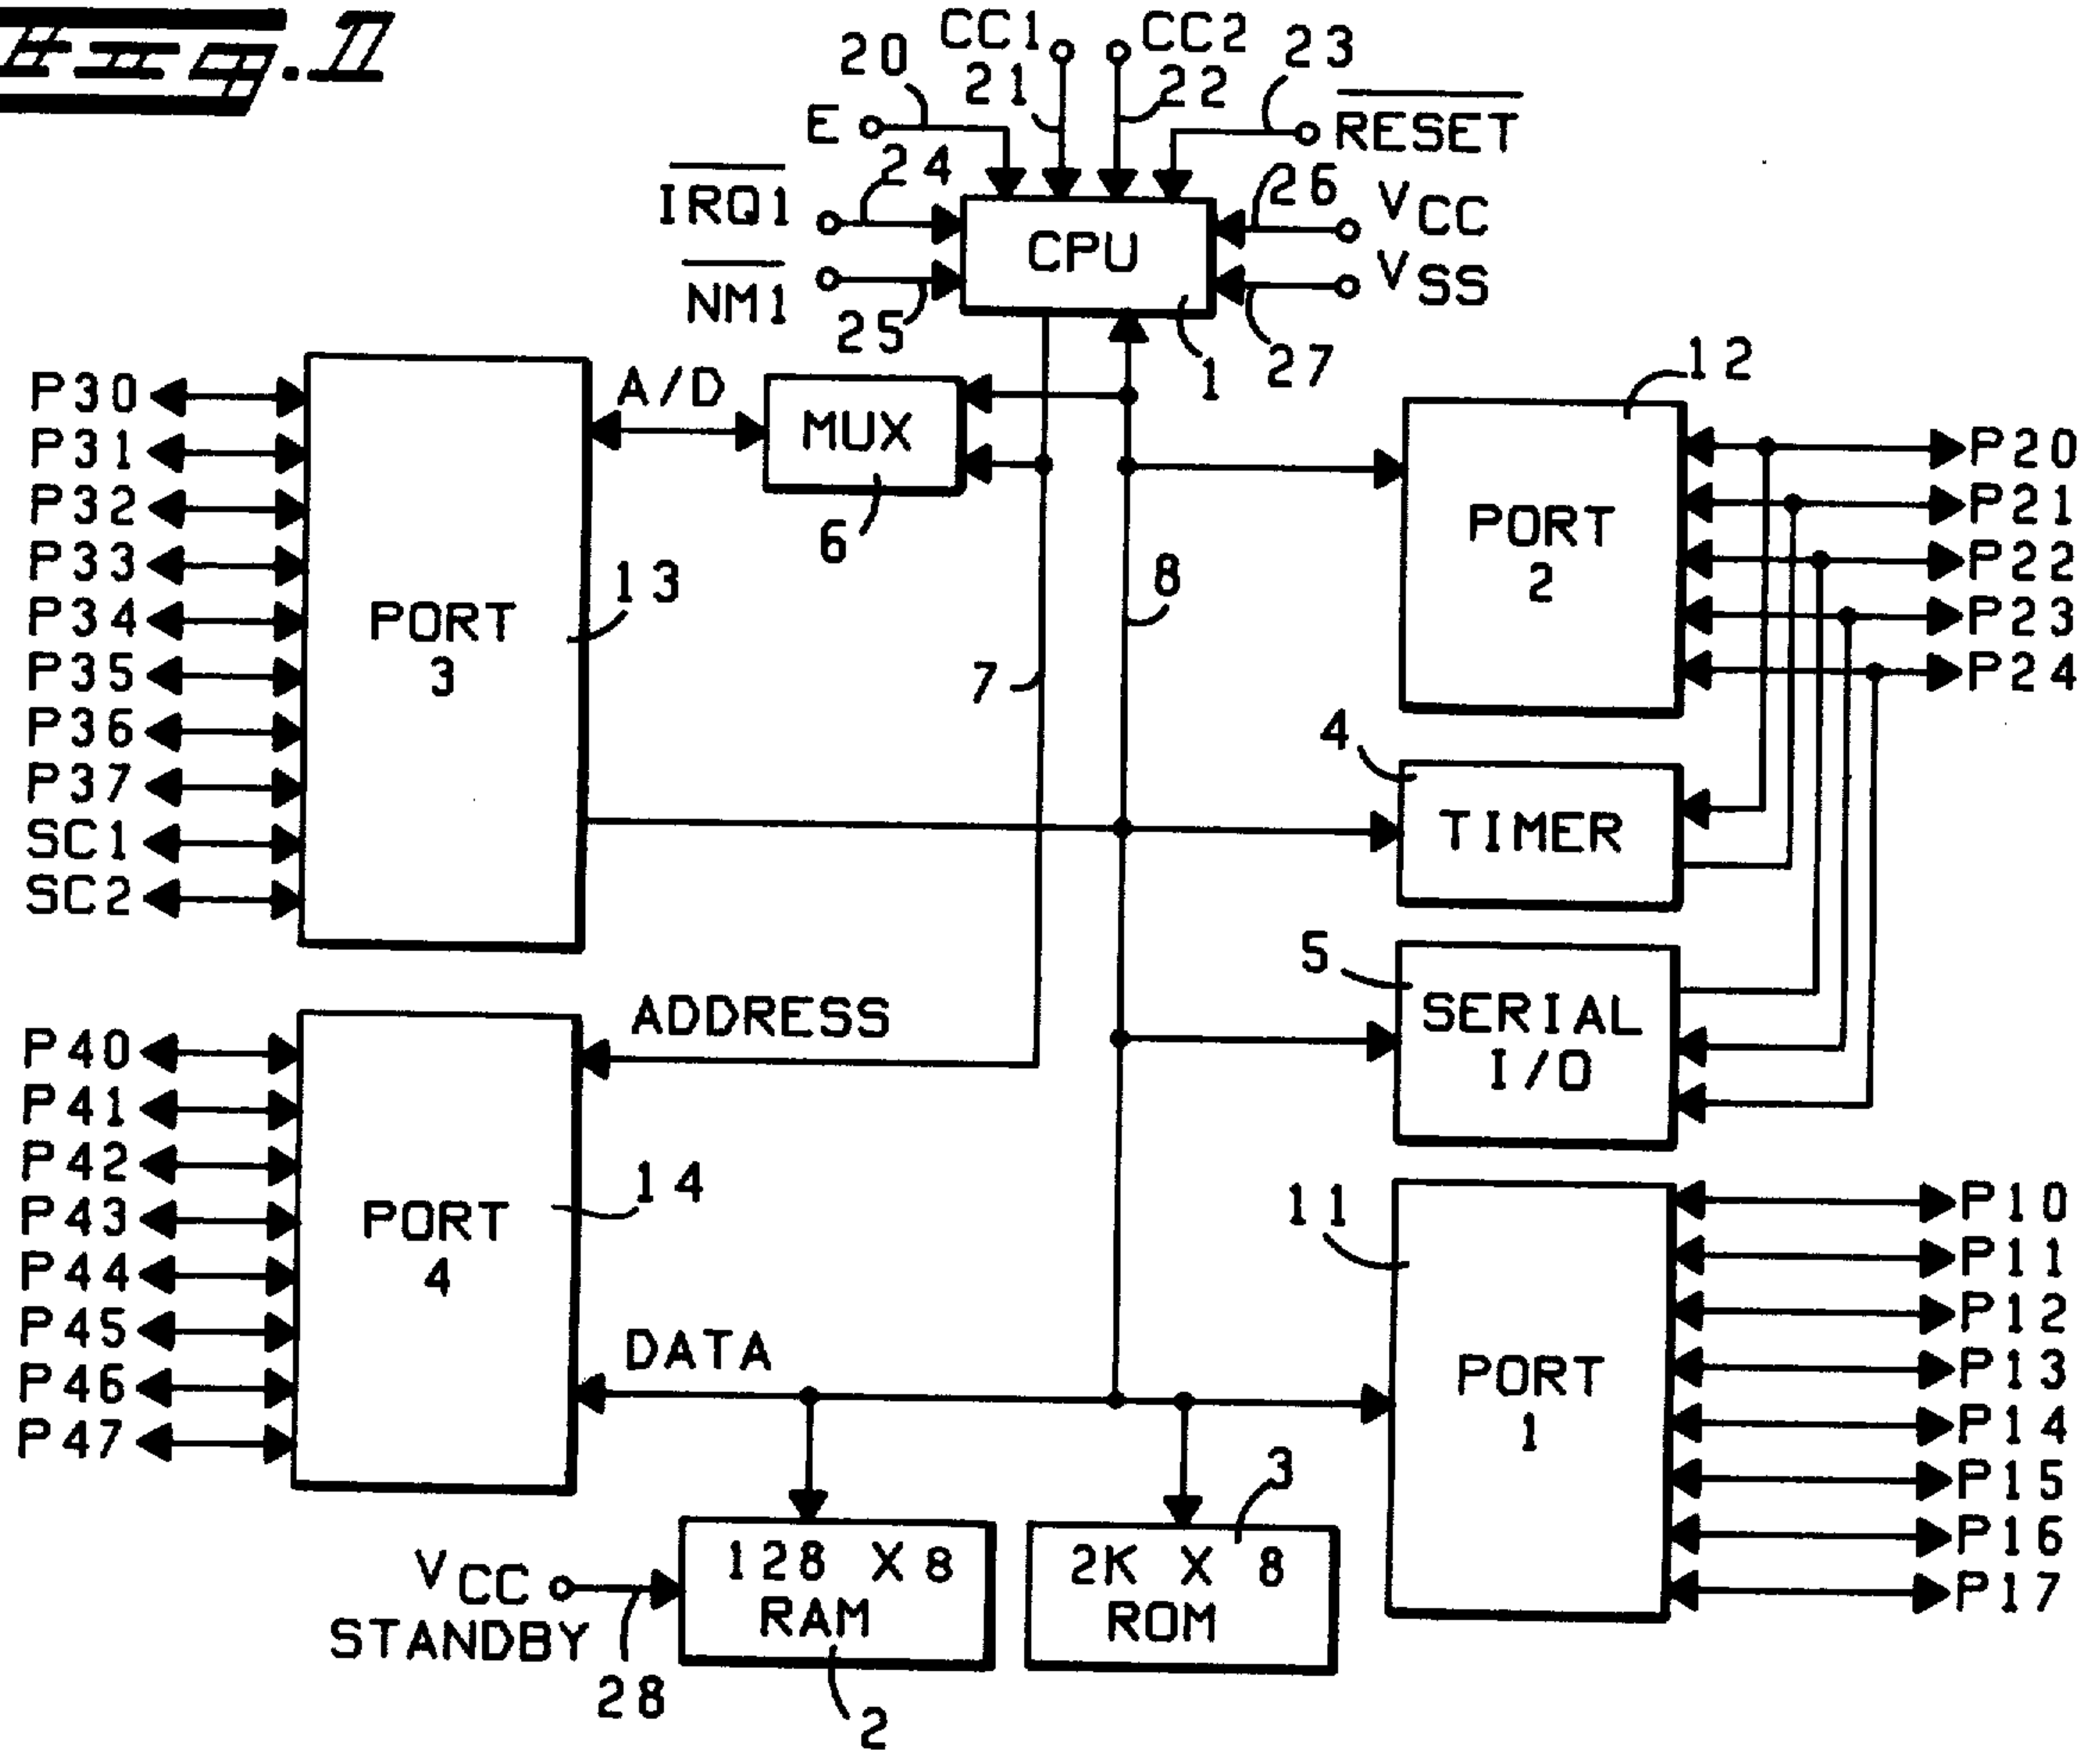 Fig. II
CC1
CC2
20
21
22
23
E
RESET
24
26
IRQ1
VCC
CPU
NM1
VSS
25
1
27
12
P30
A/D
MUX
P31
P20
P32
P21
6
PORT
2
P22
P33
13
8
P23
P34
PORT
3
P24
P35
7
P36
4
P37
TIMER
SC1
SC2
5
SERIAL
I/O
ADDRESS
P40
P41
P42
14
P43
PORT
4
P44
P45
P46
P47
DATA
11
P10
P11
P12
P13
PORT
1
P14
P15
P16
P17
3
128 X 8
RAM
2K X 8
ROM
VCC
STANDBY
28
2